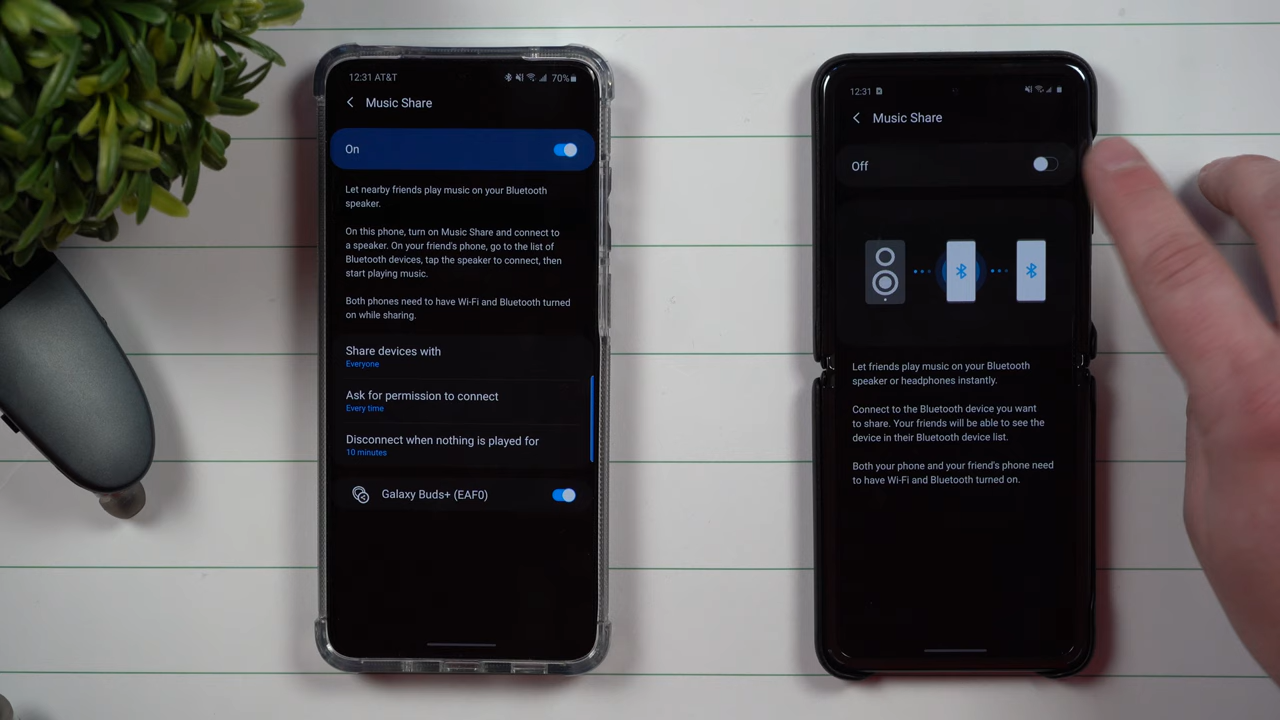 12:31 AT&T
70%
Music Share
On
Let nearby friends play music on your Bluetooth
speaker.
On this phone, turn on Music Share and connect to
a speaker. On your friend's phone, go to the list of
Bluetooth devices, tap the speaker to connect, then
start playing music.
Both phones need to have Wi-Fi and Bluetooth turned
on while sharing.
Share devices with
Everyone
Ask for permission to connect
Every time
Disconnect when nothing is played for
10 minutes
Galaxy Buds+ (EAF0)
12:31
Music Share
Off
Let friends play music on your Bluetooth
speaker or headphones instantly.
Connect to the Bluetooth device you want
to share. Your friends will be able to see the
device in their Bluetooth device list.
Both your phone and your friend's phone need
to have Wi-Fi and Bluetooth turned on.